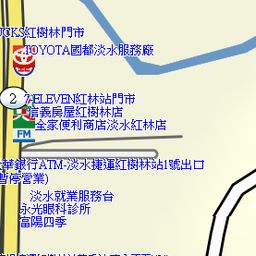 UCKS紅樹林門市
TOYOTA國都淡水服務廠
2
7-ELEVEN紅林站門市
信義房屋紅樹林店
全家便利商店淡水紅林店
FM
華銀行ATM-淡水捷運紅樹林站1號出口
暫停營業)
淡水就業服務台
永光眼科診所
富陽四季